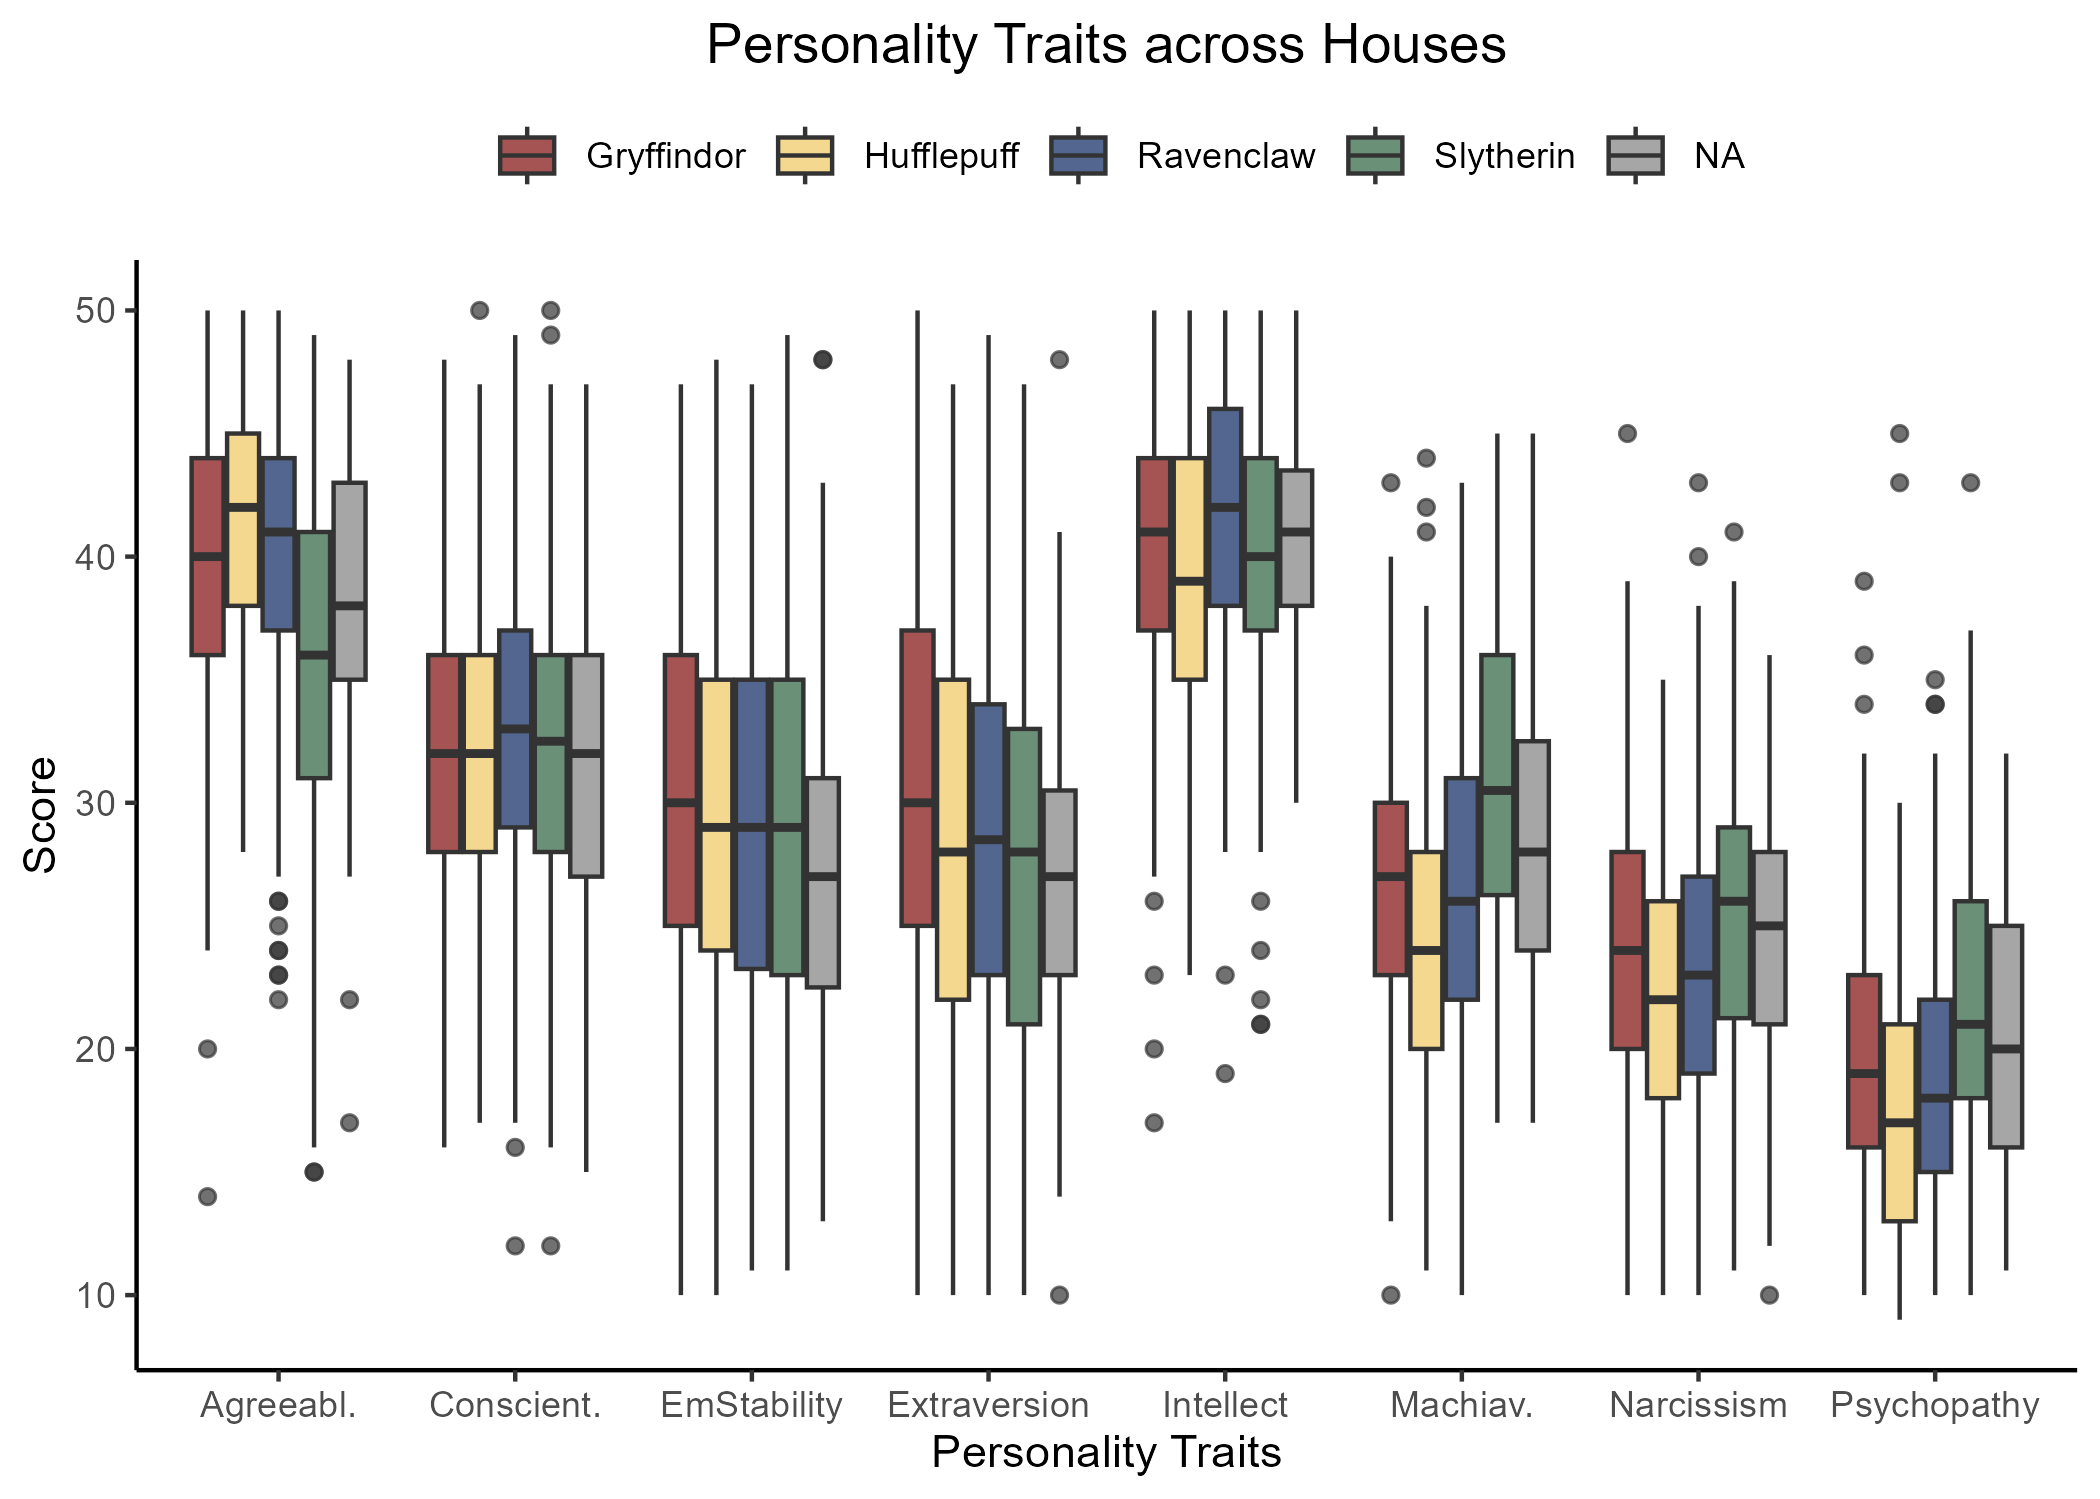 Personality Traits across Houses
Gryffindor Hufflepuff Ravenclaw Slytherin NA
Score
50
40
30
20
10
Agreeabl. Conscient. EmStability Extraversion Intellect Machiav. Narcissism Psychopathy
Personality Traits